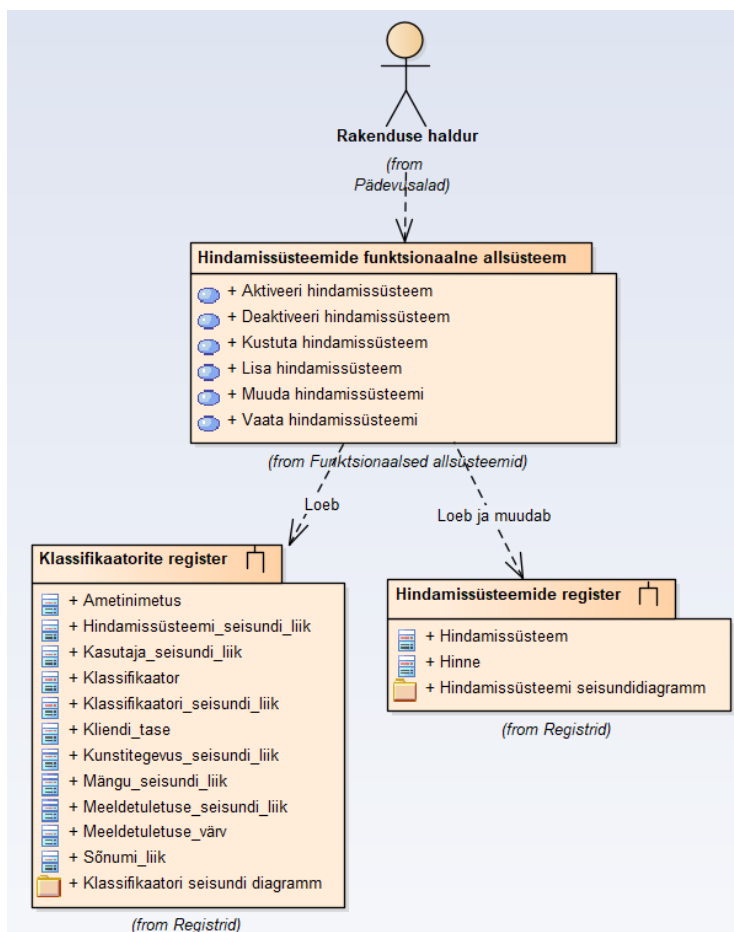 Rakenduse haldur
(from
Pädevusalad)
Hindamissüsteemide funktsionaalne allsüsteem
+ Aktiveeri hindamissüsteem
+ Deaktiveeri hindamissüsteem
+ Kustuta hindamissüsteem
+ Lisa hindamissüsteem
+ Muuda hindamissüsteemi
+ Vaata hindamissüsteemi
(from Funktsionaalsed allsüsteemid)
Loeb
Loeb ja muudab
Klassifikaatorite register
+ Ametinimetus
+ Hindamissüsteemi_seisundi_liik
+ Kasutaja_seisundi_liik
+ Klassifikaator
+ Klassifikaatori_seisundi_liik
+ Kliendi_tase
+ Kunstitegevus_seisundi_liik
+ Mängu_seisundi_liik
+ Meeldetuletuse_seisundi_liik
+ Meeldetuletuse_värv
+ Sõnumi_liik
+ Klassifikaatori seisundi diagramm
(from Registrid)
Hindamissüsteemide register
+ Hindamissüsteem
+ Hinne
+ Hindamissüsteemi seisundidiagramm
(from Registrid)